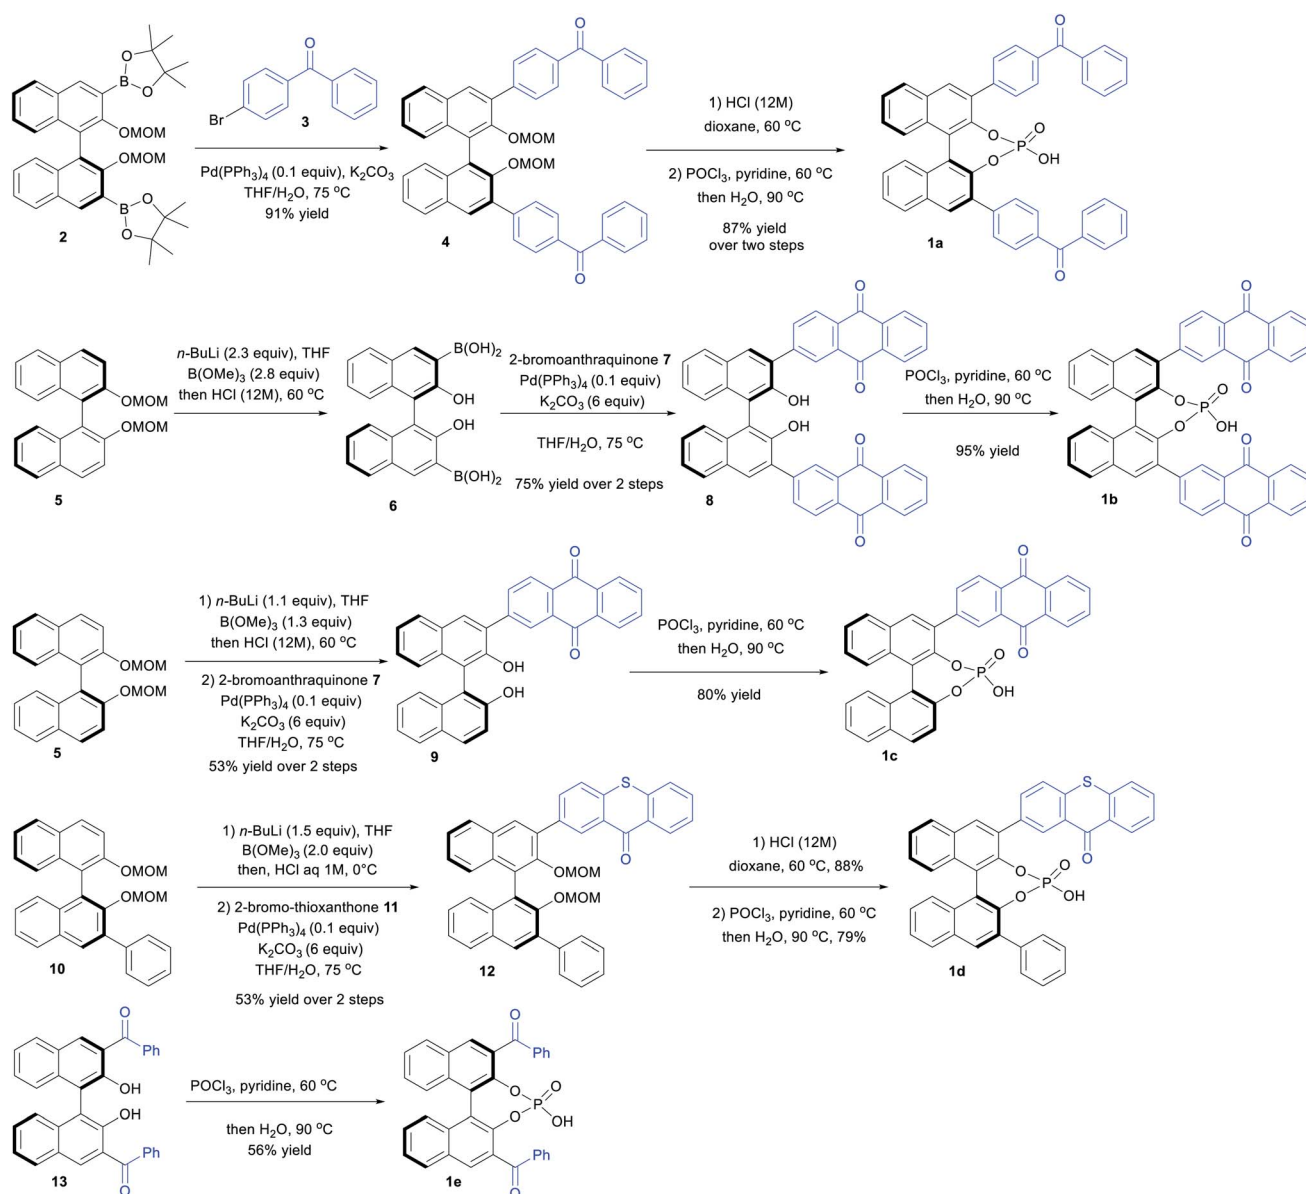 O
B
O
OMOM
OMOM
O
B
O
2
O
Br
3
Pd(PPh3)4 (0.1 equiv), K2CO3
THF/H2O, 75 °C
91% yield
O
OMOM
OMOM
O
4
1) HCl (12M)
dioxane, 60 °C
2) POCl3, pyridine, 60 °C
then H2O, 90 °C
87% yield
over two steps
O
O
O
P
O
OH
O
1a
OMOM
OMOM
5
n-BuLi (2.3 equiv), THF
B(OMe)3 (2.8 equiv)
then HCl (12M), 60 °C
B(OH)2
OH
OH
B(OH)2
6
2-bromoanthraquinone 7
Pd(PPh3)4 (0.1 equiv)
K2CO3 (6 equiv)
THF/H2O, 75 °C
75% yield over 2 steps
O
O
OH
OH
O
O
8
POCl3, pyridine, 60 °C
then H2O, 90 °C
95% yield
O
O
O
O
P
O
OH
O
O
1b
OMOM
OMOM
5
1) n-BuLi (1.1 equiv), THF
B(OMe)3 (1.3 equiv)
then HCl (12M), 60 °C
2) 2-bromoanthraquinone 7
Pd(PPh3)4 (0.1 equiv)
K2CO3 (6 equiv)
THF/H2O, 75 °C
53% yield over 2 steps
O
O
OH
OH
9
POCl3, pyridine, 60 °C
then H2O, 90 °C
80% yield
O
O
O
O
P
O
OH
1c
OMOM
OMOM
10
1) n-BuLi (1.5 equiv), THF
B(OMe)3 (2.0 equiv)
then, HCl aq 1M, 0°C
2) 2-bromo-thioxanthone 11
Pd(PPh3)4 (0.1 equiv)
K2CO3 (6 equiv)
THF/H2O, 75 °C
53% yield over 2 steps
S
O
OMOM
OMOM
12
1) HCl (12M)
dioxane, 60 °C, 88%
2) POCl3, pyridine, 60 °C
then H2O, 90 °C, 79%
S
O
O
O
P
O
OH
1d
O
Ph
OH
OH
Ph
O
13
POCl3, pyridine, 60 °C
then H2O, 90 °C
56% yield
O
Ph
O
O
P
O
OH
Ph
O
1e